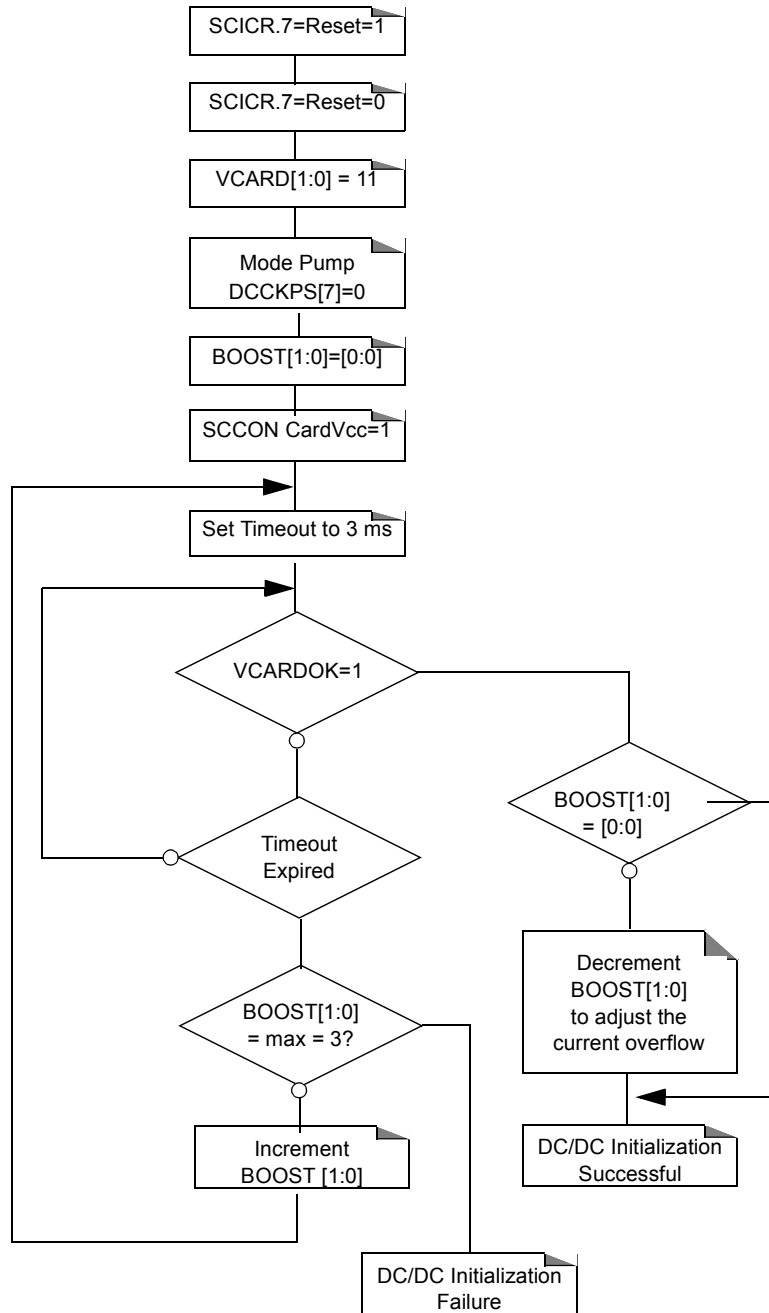 SCICR.7=Reset=1
SCICR.7=Reset=0
VCARD[1:0] = 11
Mode Pump
DCCKPS[7]=0
BOOST[1:0]=[0:0]
SCCON CardVcc=1
Set Timeout to 3 ms
VCARDOK=1
BOOST[1:0]
= [0:0]
Timeout
Expired
Decrement
BOOST[1:0]
to adjust the
current overflow
BOOST[1:0]
= max = 3?
Increment
BOOST [1:0]
DC/DC Initialization
Successful
DC/DC Initialization
Failure